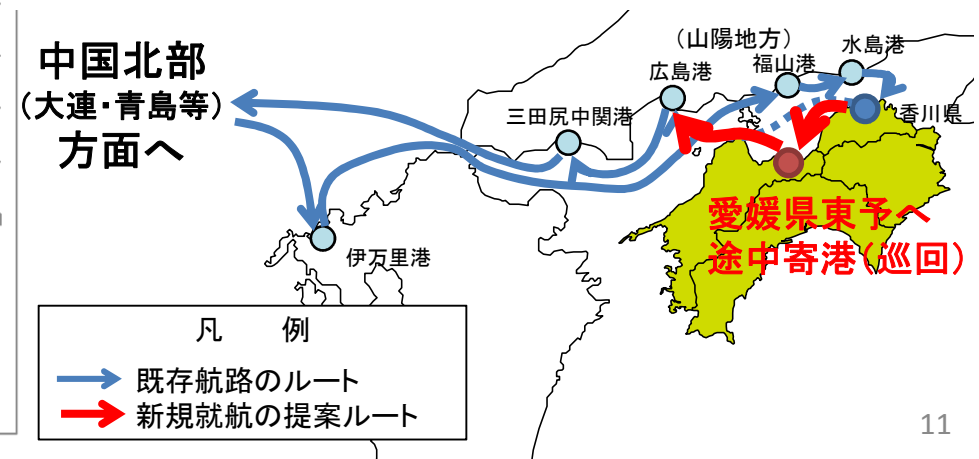 中国北部
(大連・青島等)
方面へ
(山陽地方)
水島港
福山港
広島港
三田尻中関港
香川県
伊万里港
愛媛県東予へ
途中寄港(巡回)
凡 例
既存航路のルート
新規就航の提案ルート
11